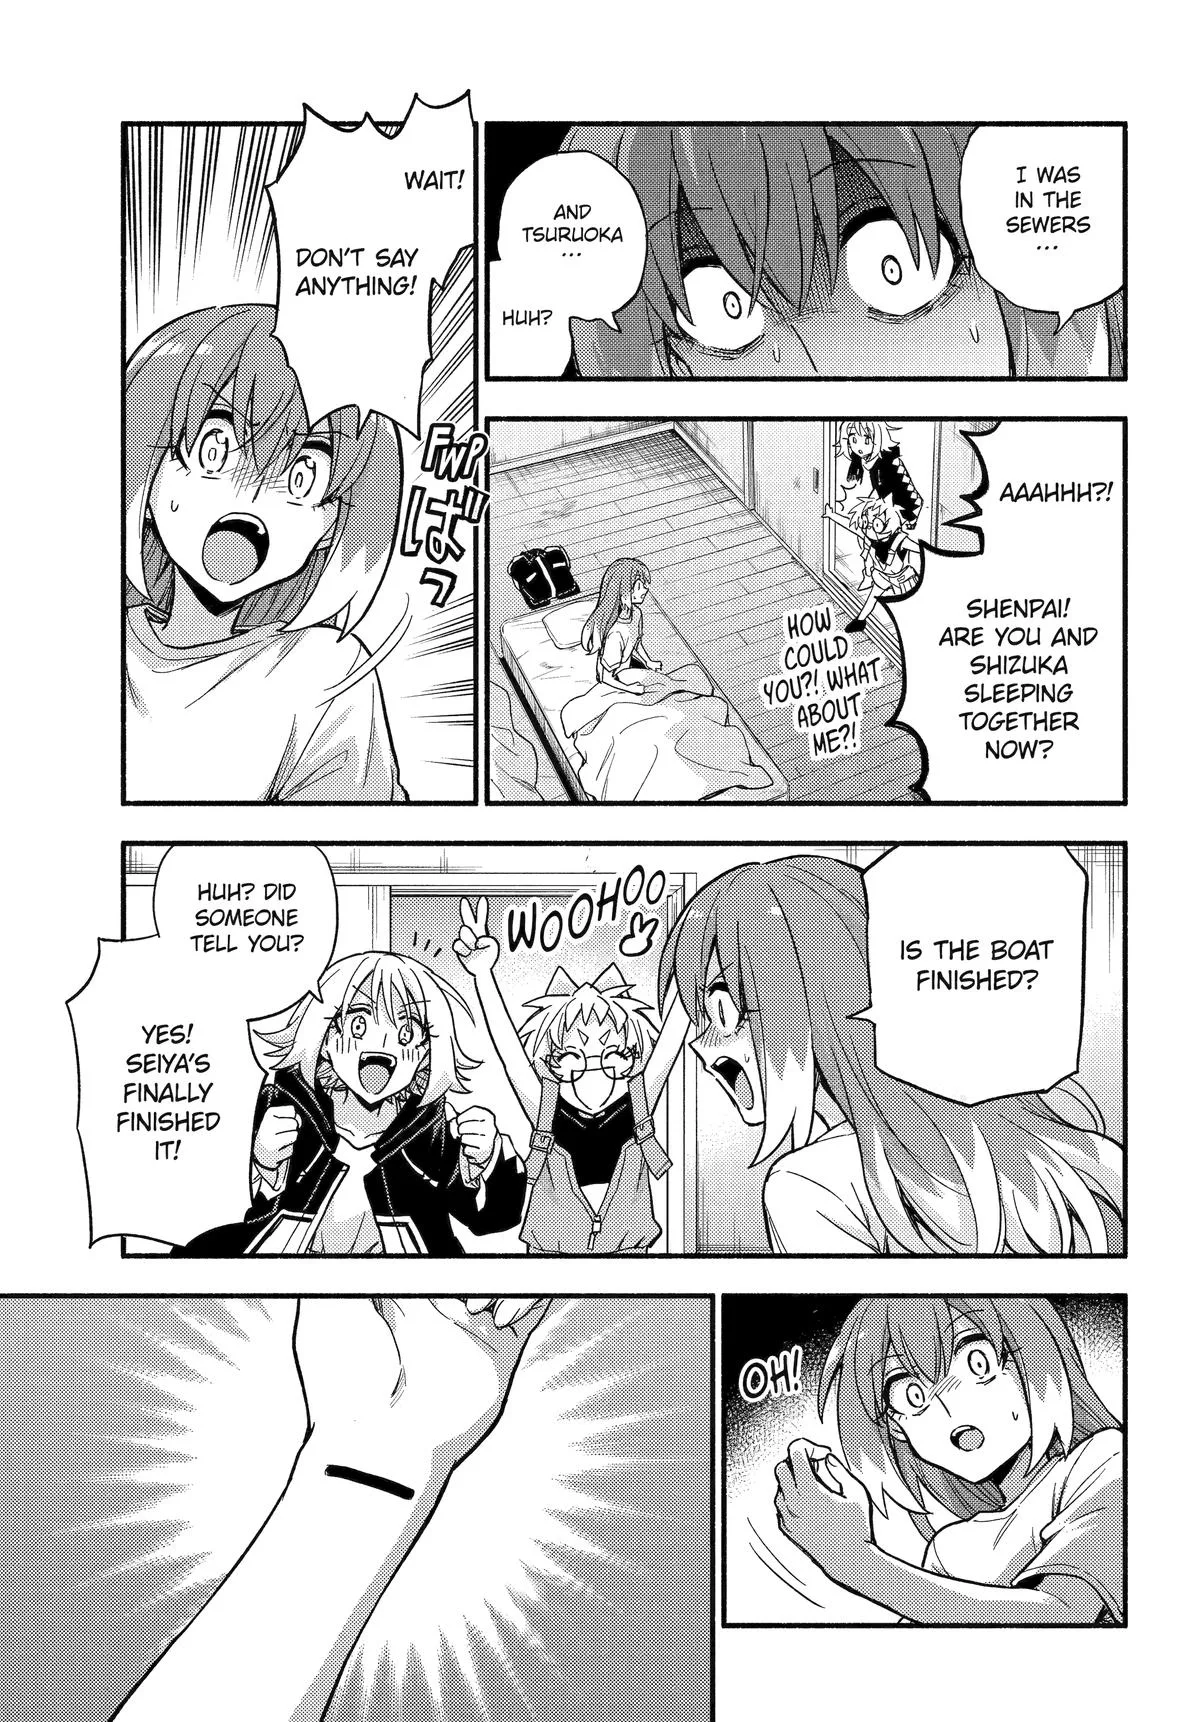 I WAS
IN THE
SEWERS
...
AND
TSURUOKA
...
HUH?
AAAHHH?!
SHENPAI!
ARE YOU AND
SHIZUKA
SLEEPING
TOGETHER
NOW?
HOW
COULD
YOU?! WHAT
ABOUT
ME?!
WAIT!
DON'T SAY
ANYTHING!
FWP
ばっ
IS THE BOAT
FINISHED?
WOOHOO
HUH? DID
SOMEONE
TELL YOU?
YES!
SEIYA'S
FINALLY
FINISHED
IT!
OH!